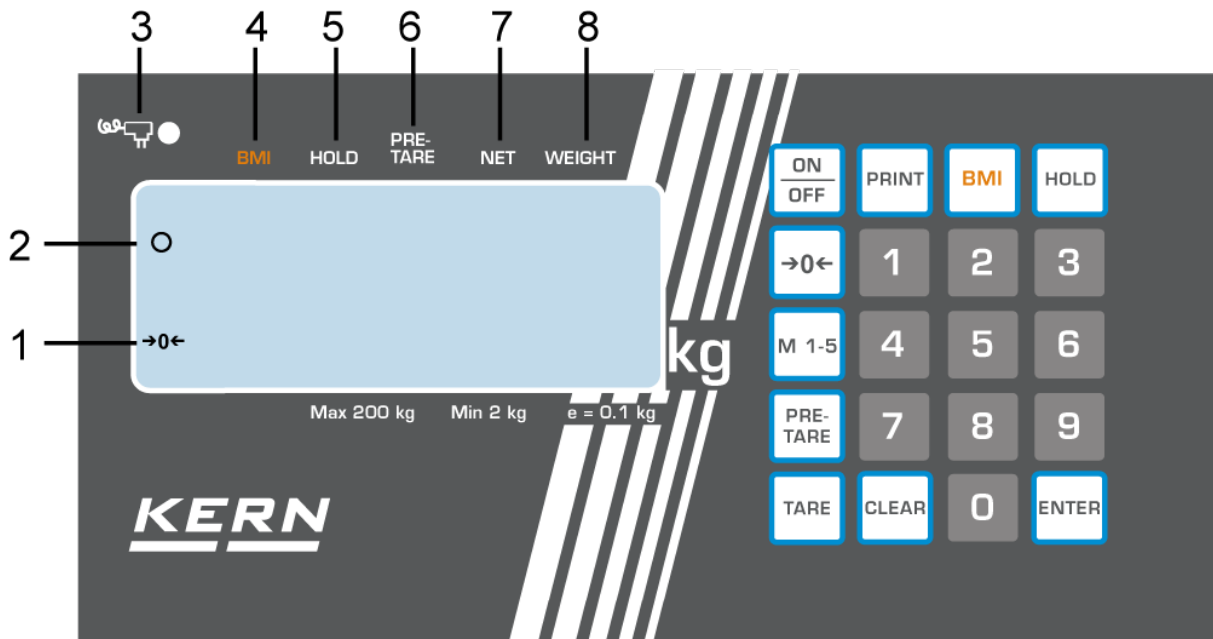 3 4 5 6 7 8
BMI HOLD PRE-TARE NET WEIGHT
2
1 →0←
kg
Max 200 kg Min 2 kg e = 0.1 kg
KERN
ON OFF PRINT BMI HOLD
→0← 1 2 3
M 1-5 4 5 6
PRE-TARE 7 8 9
TARE CLEAR 0 ENTER